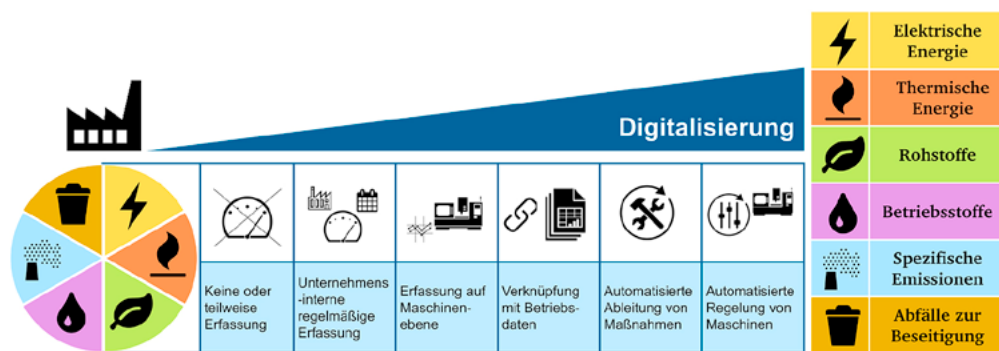 Digitalisierung
Keine oder
teilweise
Erfassung
Unternehmens
-interne
regelmäßige
Erfassung
Erfassung auf
Maschinen-
ebene
Verknüpfung
mit Betriebs-
daten
Automatisierte
Ableitung von
Maßnahmen
Automatisierte
Regelung von
Maschinen
Elektrische
Energie
Thermische
Energie
Rohstoffe
Betriebsstoffe
Spezifische
Emissionen
Abfälle zur
Beseitigung